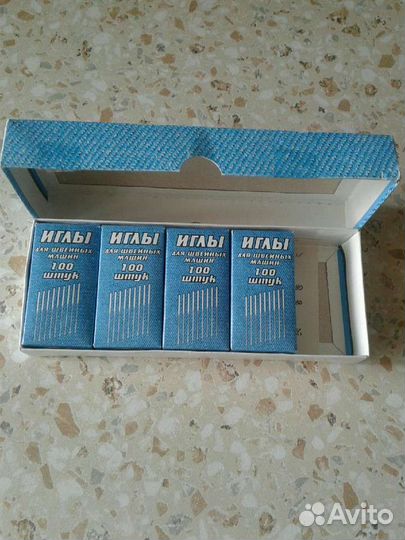 ИГЛЫ
ДЛЯ ШВЕЙНЫХ
МАШИН
100
ШТУК
ИГЛЫ
ДЛЯ ШВЕЙНЫХ
МАШИН
100
ШТУК
ИГЛЫ
ДЛЯ ШВЕЙНЫХ
МАШИН
100
ШТУК
ИГЛЫ
ДЛЯ ШВЕЙНЫХ
МАШИН
100
ШТУК
Avito